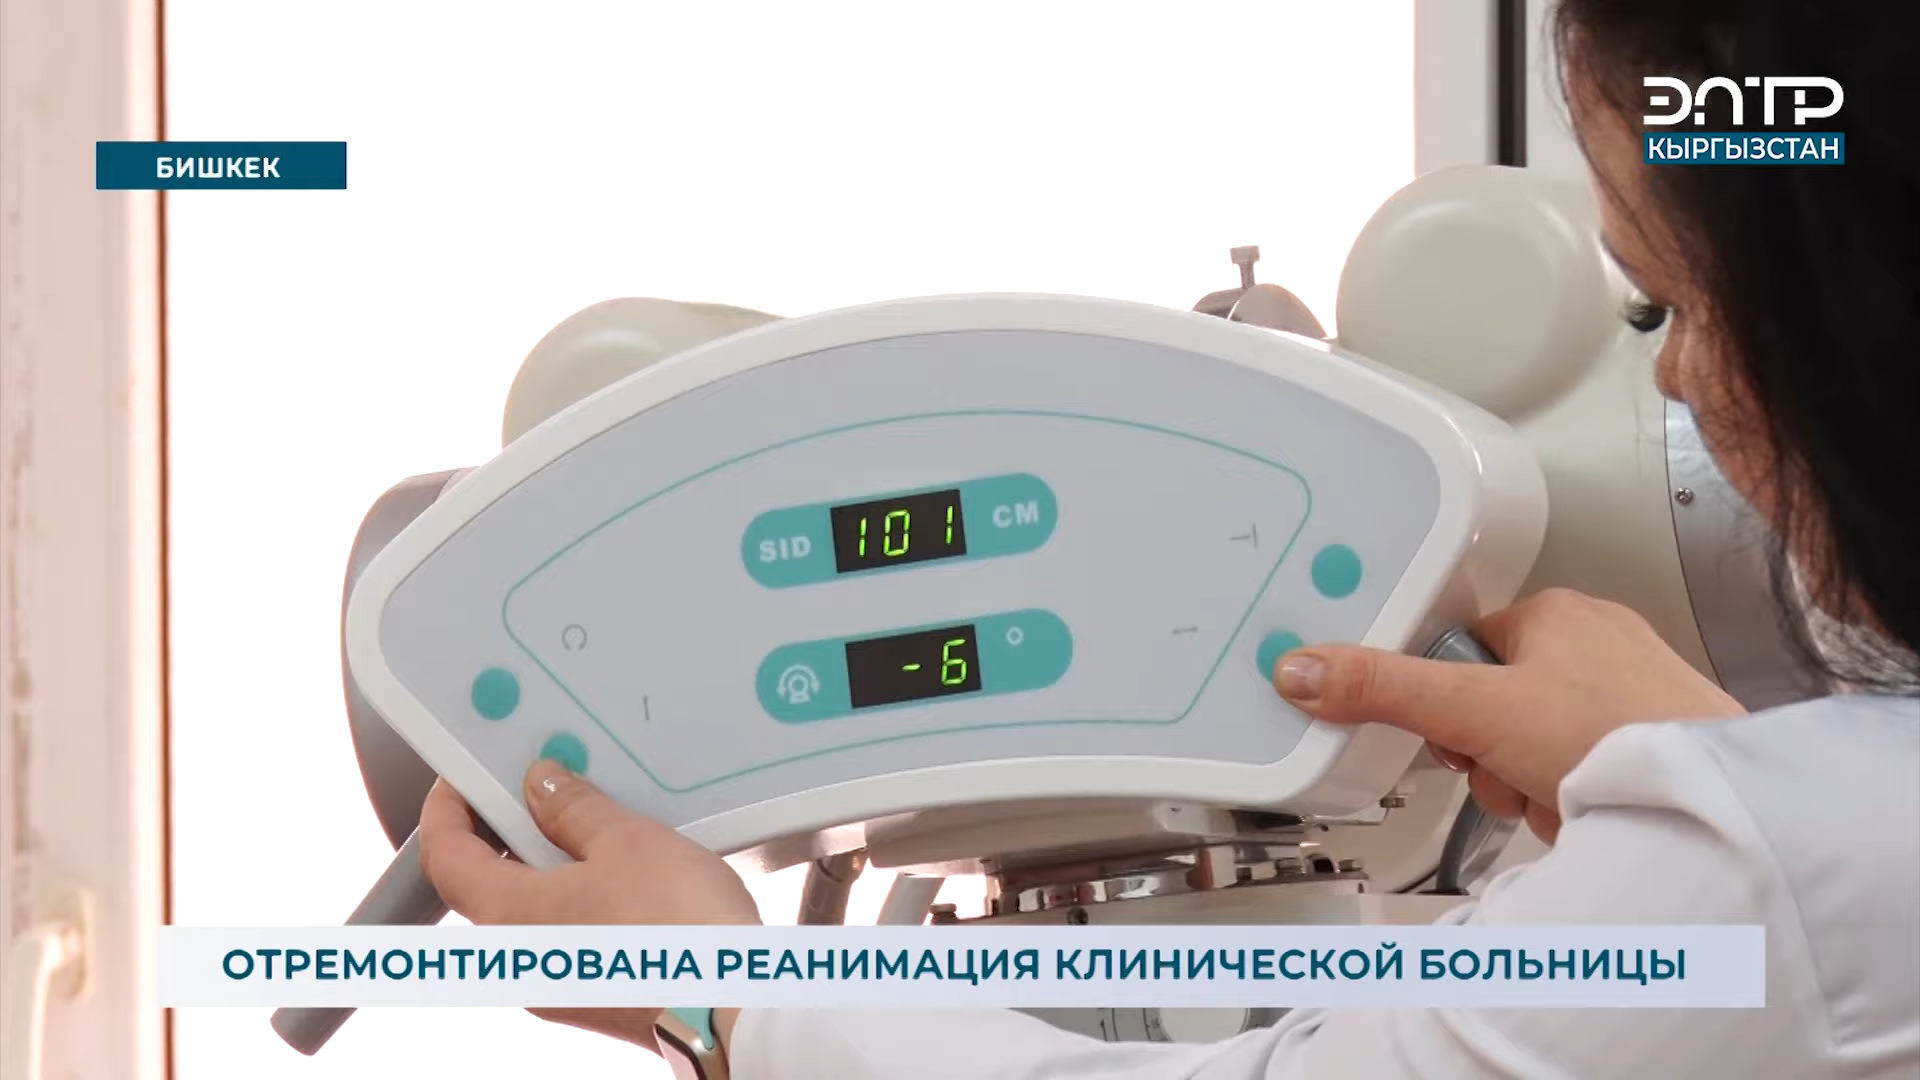 ЭЛТР
КЫРГЫЗСТАН
БИШКЕК
SID 101 CM
-6 °
ОТРЕМОНТИРОВАНА РЕАНИМАЦИЯ КЛИНИЧЕСКОЙ БОЛЬНИЦЫ